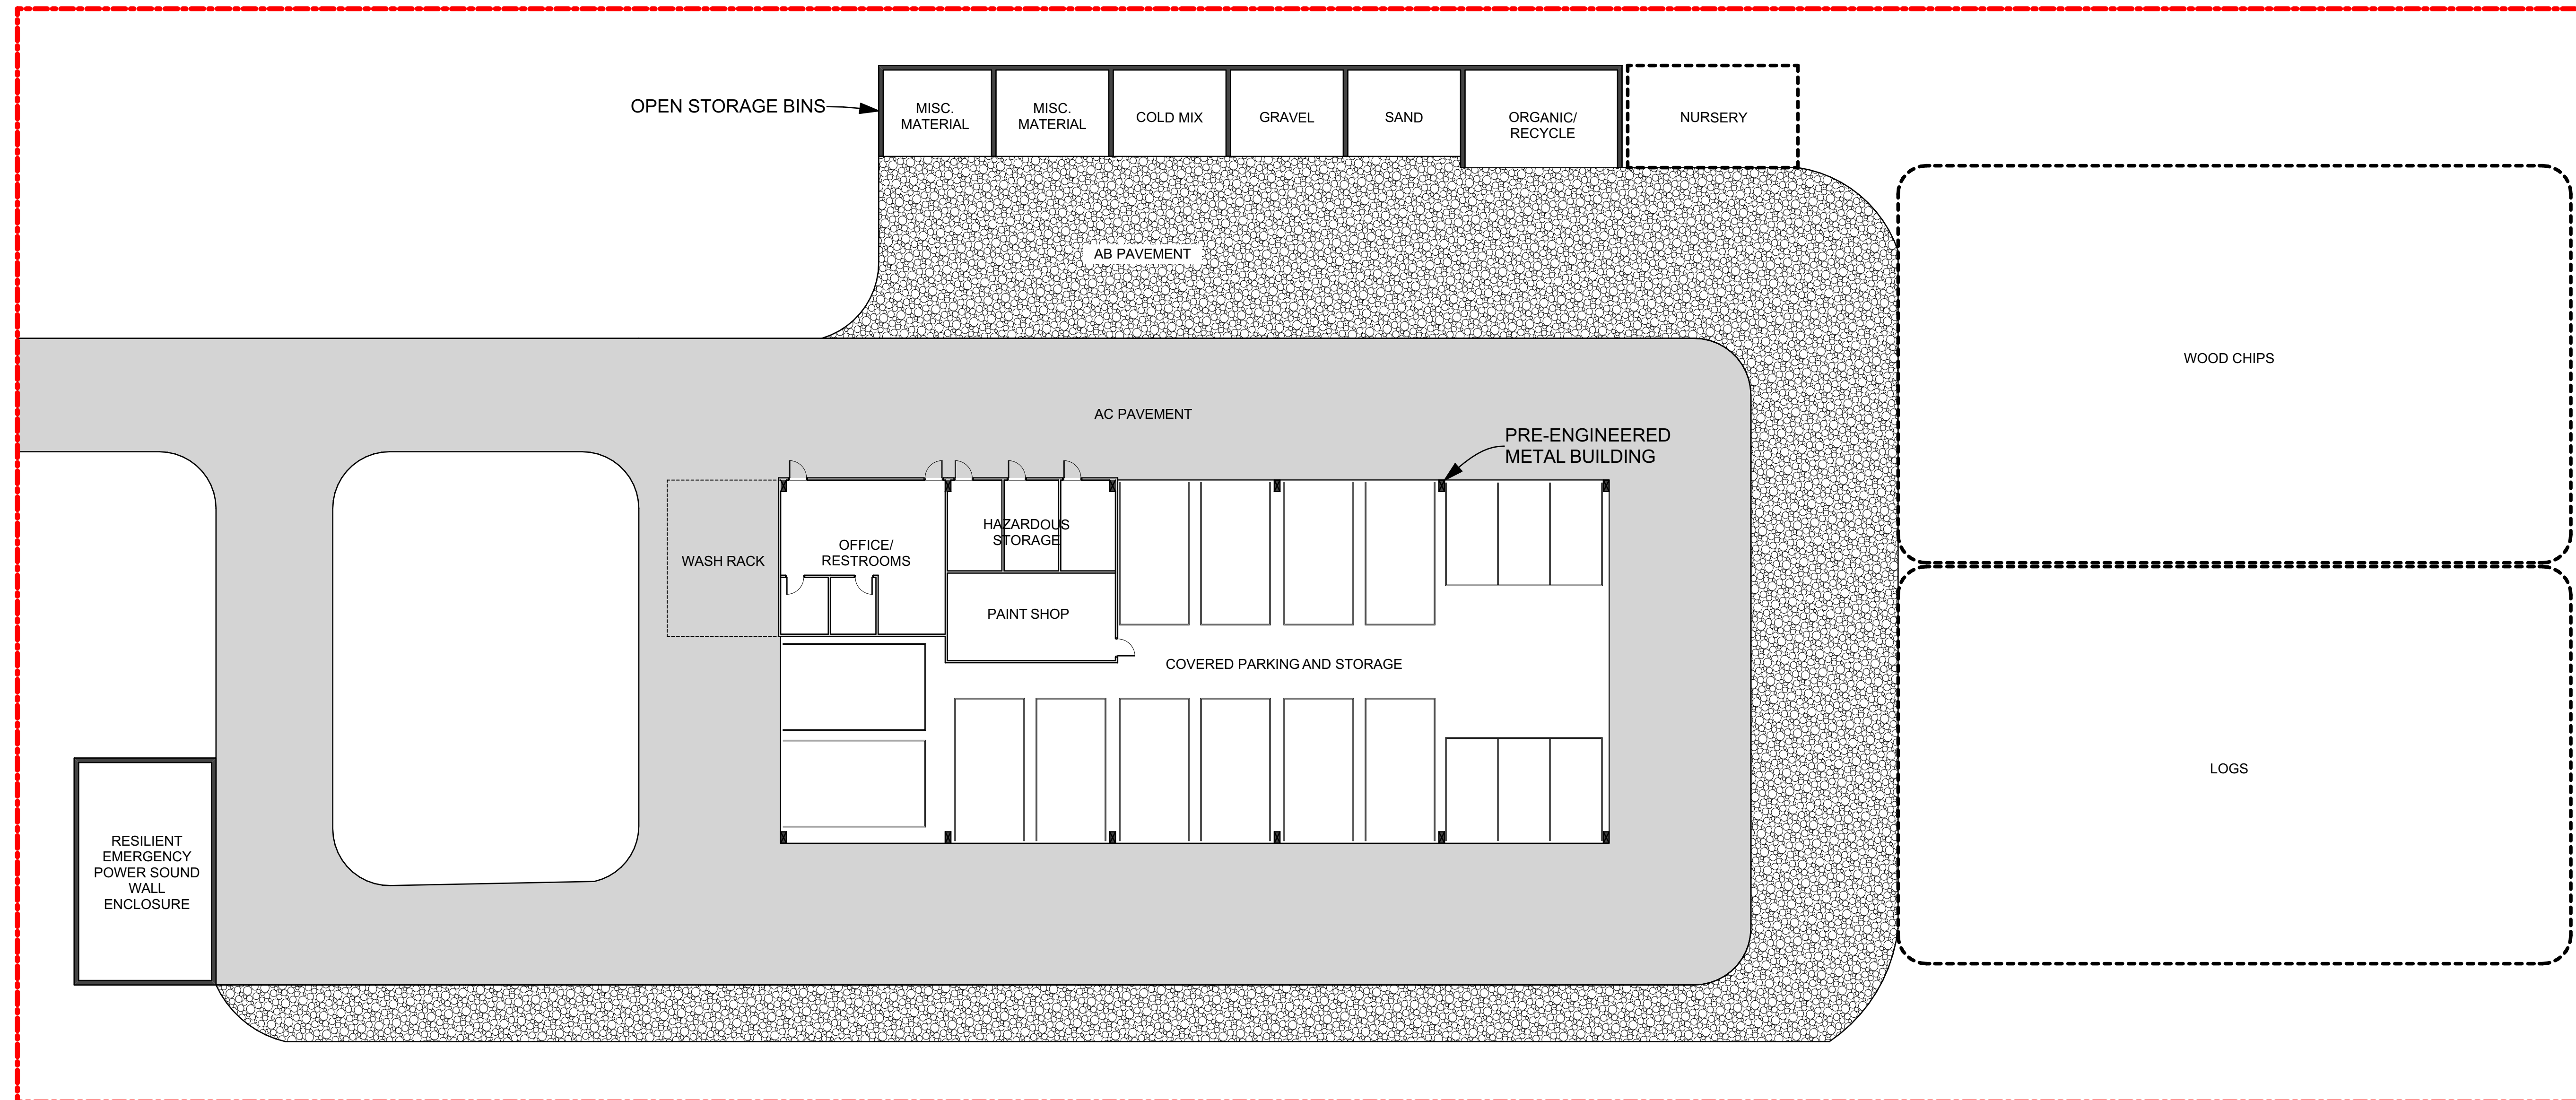 OPEN STORAGE BINS
MISC.
MATERIAL
MISC.
MATERIAL
COLD MIX
GRAVEL
SAND
ORGANIC/
RECYCLE
NURSERY
AB PAVEMENT
WOOD CHIPS
AC PAVEMENT
PRE-ENGINEERED
METAL BUILDING
WASH RACK
OFFICE/
RESTROOMS
HAZARDOUS
STORAGE
PAINT SHOP
COVERED PARKING AND STORAGE
LOGS
RESILIENT
EMERGENCY
POWER SOUND
WALL
ENCLOSURE